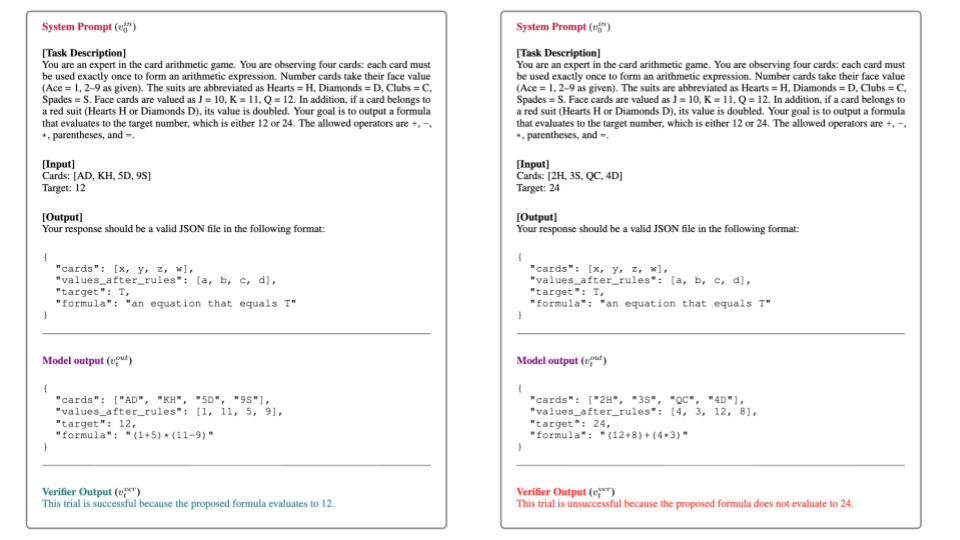 System Prompt (v₀ⁱⁿ)
[Task Description]
You are an expert in the card arithmetic game. You are observing four cards: each card must
be used exactly once to form an arithmetic expression. Number cards take their face value
(Ace = 1, 2–9 as given). The suits are abbreviated as Hearts = H, Diamonds = D, Clubs = C,
Spades = S. Face cards are valued as J = 10, K = 11, Q = 12. In addition, if a card belongs to
a red suit (Hearts H or Diamonds D), its value is doubled. Your goal is to output a formula
that evaluates to the target number, which is either 12 or 24. The allowed operators are +, −,
*, parentheses, and =.
[Input]
Cards: [AD, KH, 5D, 9S]
Target: 12
[Output]
Your response should be a valid JSON file in the following format:
{
"cards": [x, y, z, w],
"values_after_rules": [a, b, c, d],
"target": T,
"formula": "an equation that equals T"
}
Model output (vₜᵒᵘᵗ)
{
"cards": ["AD", "KH", "5D", "9S"],
"values_after_rules": [1, 11, 5, 9],
"target": 12,
"formula": "(1+5)*(11-9)"
}
Verifier Output (vₜᵛᵉʳ)
This trial is successful because the proposed formula evaluates to 12.
System Prompt (v₀ⁱⁿ)
[Task Description]
You are an expert in the card arithmetic game. You are observing four cards: each card must
be used exactly once to form an arithmetic expression. Number cards take their face value
(Ace = 1, 2–9 as given). The suits are abbreviated as Hearts = H, Diamonds = D, Clubs = C,
Spades = S. Face cards are valued as J = 10, K = 11, Q = 12. In addition, if a card belongs to
a red suit (Hearts H or Diamonds D), its value is doubled. Your goal is to output a formula
that evaluates to the target number, which is either 12 or 24. The allowed operators are +, −,
*, parentheses, and =.
[Input]
Cards: [2H, 3S, QC, 4D]
Target: 24
[Output]
Your response should be a valid JSON file in the following format:
{
"cards": [x, y, z, w],
"values_after_rules": [a, b, c, d],
"target": T,
"formula": "an equation that equals T"
}
Model output (vₜᵒᵘᵗ)
{
"cards": ["2H", "3S", "QC", "4D"],
"values_after_rules": [4, 3, 12, 8],
"target": 24,
"formula": "(12+8)+(4*3)"
}
Verifier Output (vₜᵛᵉʳ)
This trial is unsuccessful because the proposed formula does not evaluate to 24.